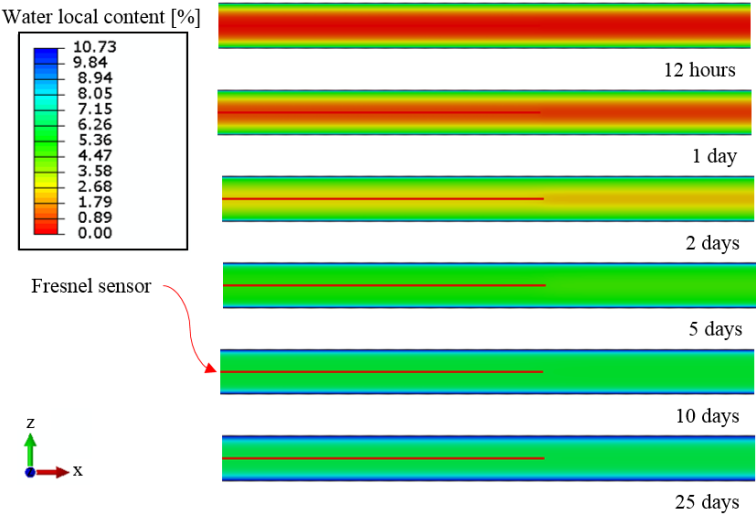 Water local content [%]
10.73
9.84
8.94
8.05
7.15
6.26
5.36
4.47
3.58
2.68
1.79
0.89
0.00
12 hours
1 day
2 days
Fresnel sensor
5 days
10 days
z
x
25 days